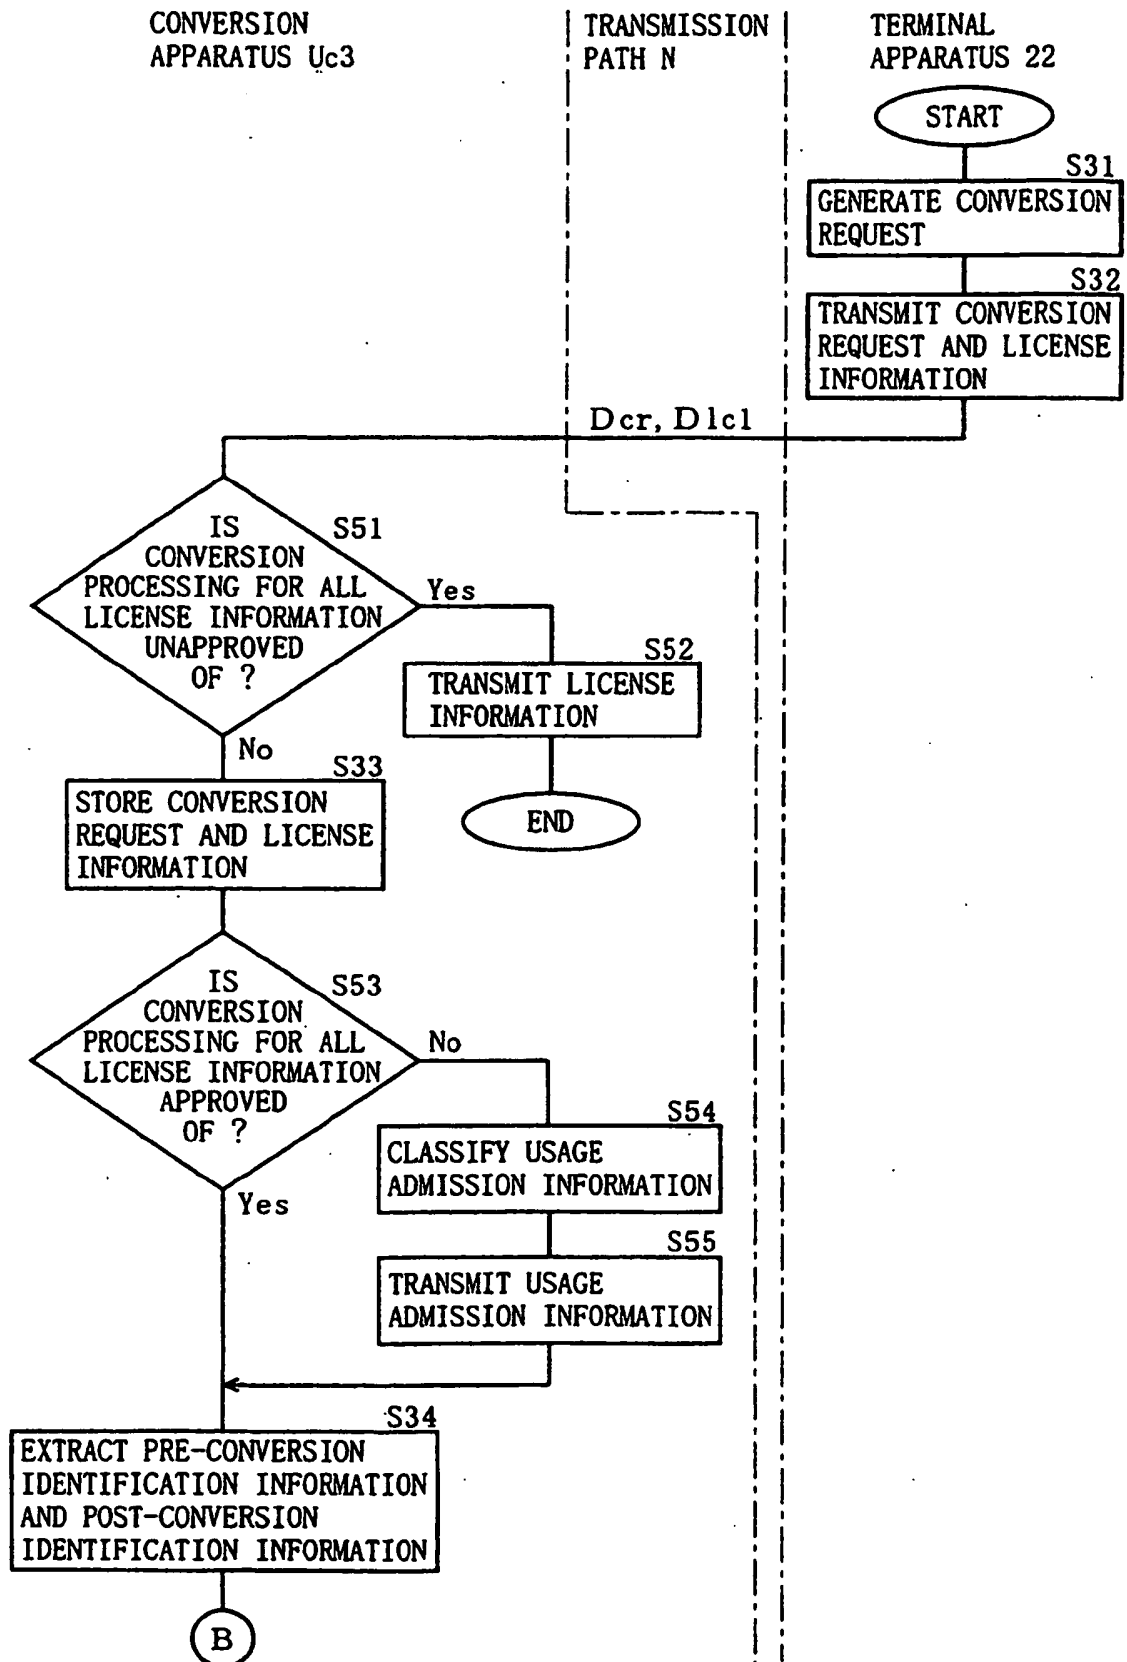 CONVERSION
APPARATUS Uc3
TRANSMISSION
PATH N
TERMINAL
APPARATUS 22
START
S31
GENERATE CONVERSION
REQUEST
S32
TRANSMIT CONVERSION
REQUEST AND LICENSE
INFORMATION
Dcr, Dlc1
IS
CONVERSION
PROCESSING FOR ALL
LICENSE INFORMATION
UNAPPROVED
OF ?
S51
Yes
S52
TRANSMIT LICENSE
INFORMATION
END
No
S33
STORE CONVERSION
REQUEST AND LICENSE
INFORMATION
IS
CONVERSION
PROCESSING FOR ALL
LICENSE INFORMATION
APPROVED
OF ?
S53
No
S54
CLASSIFY USAGE
ADMISSION INFORMATION
S55
TRANSMIT USAGE
ADMISSION INFORMATION
Yes
S34
EXTRACT PRE-CONVERSION
IDENTIFICATION INFORMATION
AND POST-CONVERSION
IDENTIFICATION INFORMATION
B